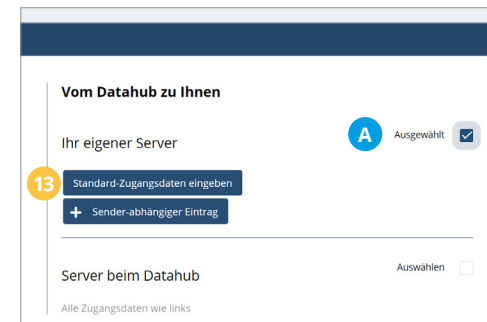 Vom Datahub zu Ihnen
Ihr eigener Server
A Ausgewählt
13 Standard-Zugangsdaten eingeben
+ Sender-abhängiger Eintrag
Server beim Datahub
Auswählen
Alle Zugangsdaten wie links